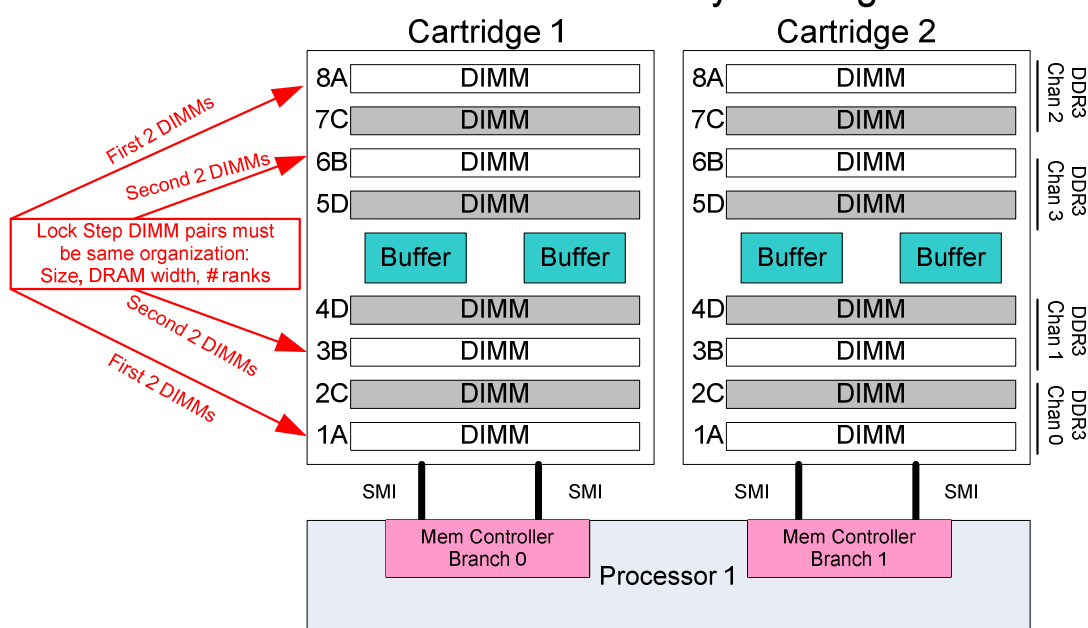 Cartridge 1
Cartridge 2
8A DIMM
7C DIMM
6B DIMM
5D DIMM
Buffer Buffer
4D DIMM
3B DIMM
2C DIMM
1A DIMM
8A DIMM
7C DIMM
6B DIMM
5D DIMM
Buffer Buffer
4D DIMM
3B DIMM
2C DIMM
1A DIMM
DDR3
Chan 2
DDR3
Chan 3
DDR3
Chan 1
DDR3
Chan 0
First 2 DIMMs
Second 2 DIMMs
Lock Step DIMM pairs must
be same organization:
Size, DRAM width, # ranks
Second 2 DIMMs
First 2 DIMMs
SMI
SMI
SMI
SMI
Mem Controller
Branch 0
Mem Controller
Branch 1
Processor 1